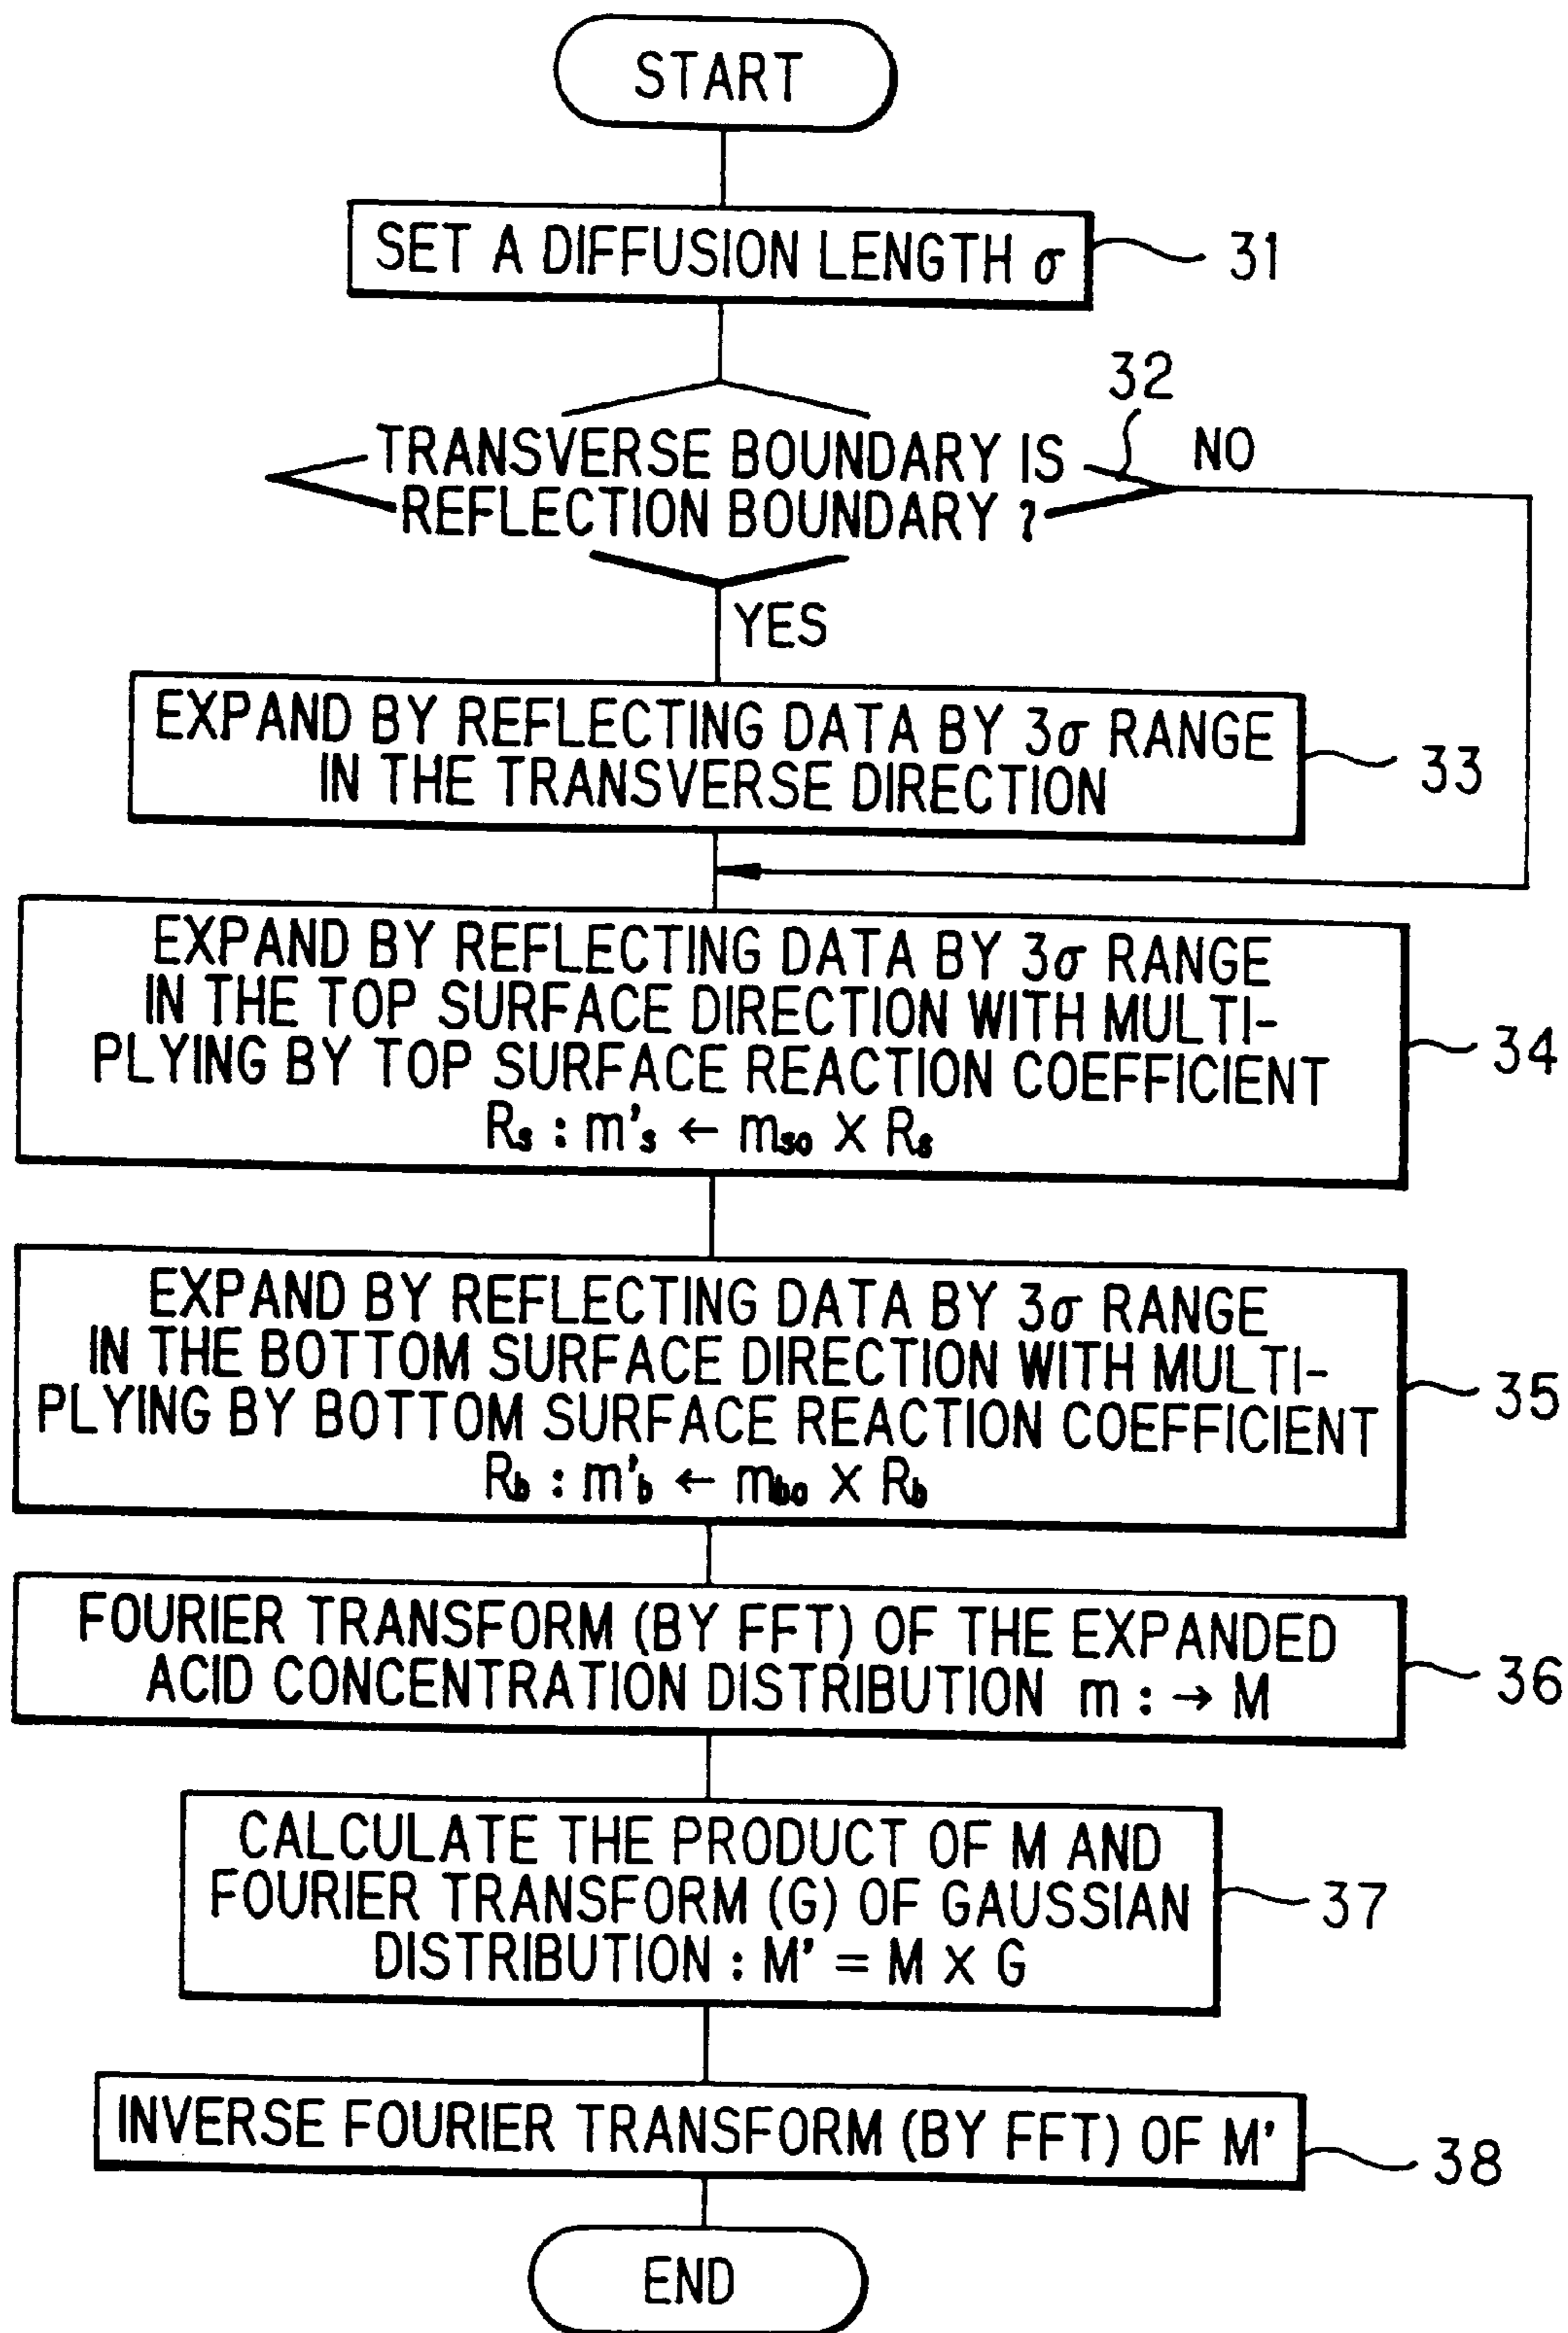 START
SET A DIFFUSION LENGTH σ
31
32
TRANSVERSE BOUNDARY IS
REFLECTION BOUNDARY ?
NO
YES
EXPAND BY REFLECTING DATA BY 3σ RANGE
IN THE TRANSVERSE DIRECTION
33
EXPAND BY REFLECTING DATA BY 3σ RANGE
IN THE TOP SURFACE DIRECTION WITH MULTI-
PLYING BY TOP SURFACE REACTION COEFFICIENT
Rs : m's ← mso × Rs
34
EXPAND BY REFLECTING DATA BY 3σ RANGE
IN THE BOTTOM SURFACE DIRECTION WITH MULTI-
PLYING BY BOTTOM SURFACE REACTION COEFFICIENT
Rb : m'b ← mbo × Rb
35
FOURIER TRANSFORM (BY FFT) OF THE EXPANDED
ACID CONCENTRATION DISTRIBUTION m : → M
36
CALCULATE THE PRODUCT OF M AND
FOURIER TRANSFORM (G) OF GAUSSIAN
DISTRIBUTION : M' = M × G
37
INVERSE FOURIER TRANSFORM (BY FFT) OF M'
38
END